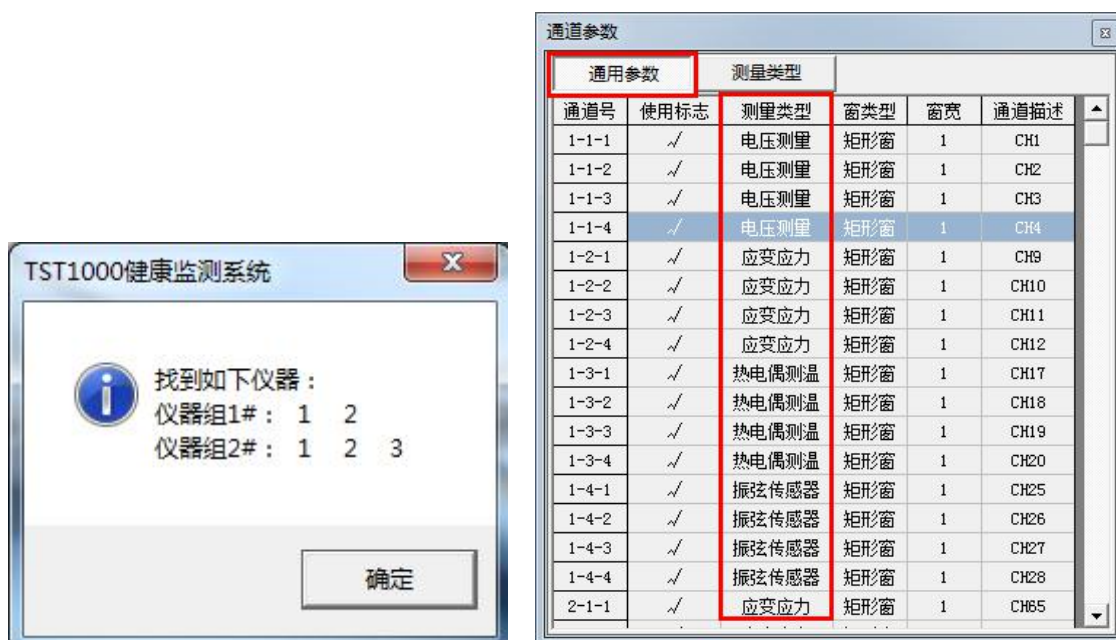 TST1000健康监测系统
找到如下仪器：
仪器组1#： 1 2
仪器组2#： 1 2 3
确定
通道参数
通用参数 测量类型
通道号 使用标志 测量类型 窗类型 窗宽 通道描述
1-1-1 √ 电压测量 矩形窗 1 CH1
1-1-2 √ 电压测量 矩形窗 1 CH2
1-1-3 √ 电压测量 矩形窗 1 CH3
1-1-4 √ 电压测量 矩形窗 1 CH4
1-2-1 √ 应变应力 矩形窗 1 CH9
1-2-2 √ 应变应力 矩形窗 1 CH10
1-2-3 √ 应变应力 矩形窗 1 CH11
1-2-4 √ 应变应力 矩形窗 1 CH12
1-3-1 √ 热电偶测温 矩形窗 1 CH17
1-3-2 √ 热电偶测温 矩形窗 1 CH18
1-3-3 √ 热电偶测温 矩形窗 1 CH19
1-3-4 √ 热电偶测温 矩形窗 1 CH20
1-4-1 √ 振弦传感器 矩形窗 1 CH25
1-4-2 √ 振弦传感器 矩形窗 1 CH26
1-4-3 √ 振弦传感器 矩形窗 1 CH27
1-4-4 √ 振弦传感器 矩形窗 1 CH28
2-1-1 √ 应变应力 矩形窗 1 CH65